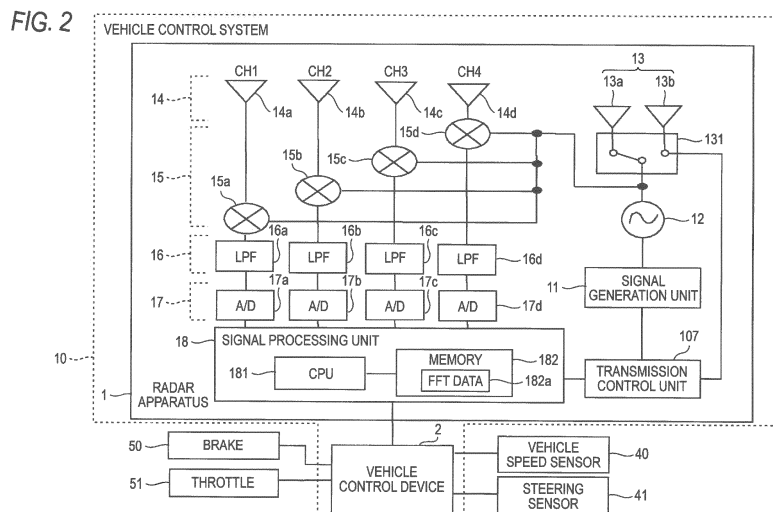 FIG. 2
VEHICLE CONTROL SYSTEM
13
CH1 CH2 CH3 CH4
13a 13b
14
14a 14b 14c 14d
15d
131
15
15c
15b
15a
12
16
16a 16b 16c
LPF LPF LPF LPF
16d
11
SIGNAL
GENERATION UNIT
17
17a 17b 17c
A/D A/D A/D A/D
17d
18
SIGNAL PROCESSING UNIT
107
10
181
CPU
MEMORY
182
FFT DATA
182a
TRANSMISSION
CONTROL UNIT
1
RADAR
APPARATUS
2
50
BRAKE
VEHICLE
SPEED SENSOR
40
VEHICLE
CONTROL DEVICE
51
THROTTLE
STEERING
SENSOR
41